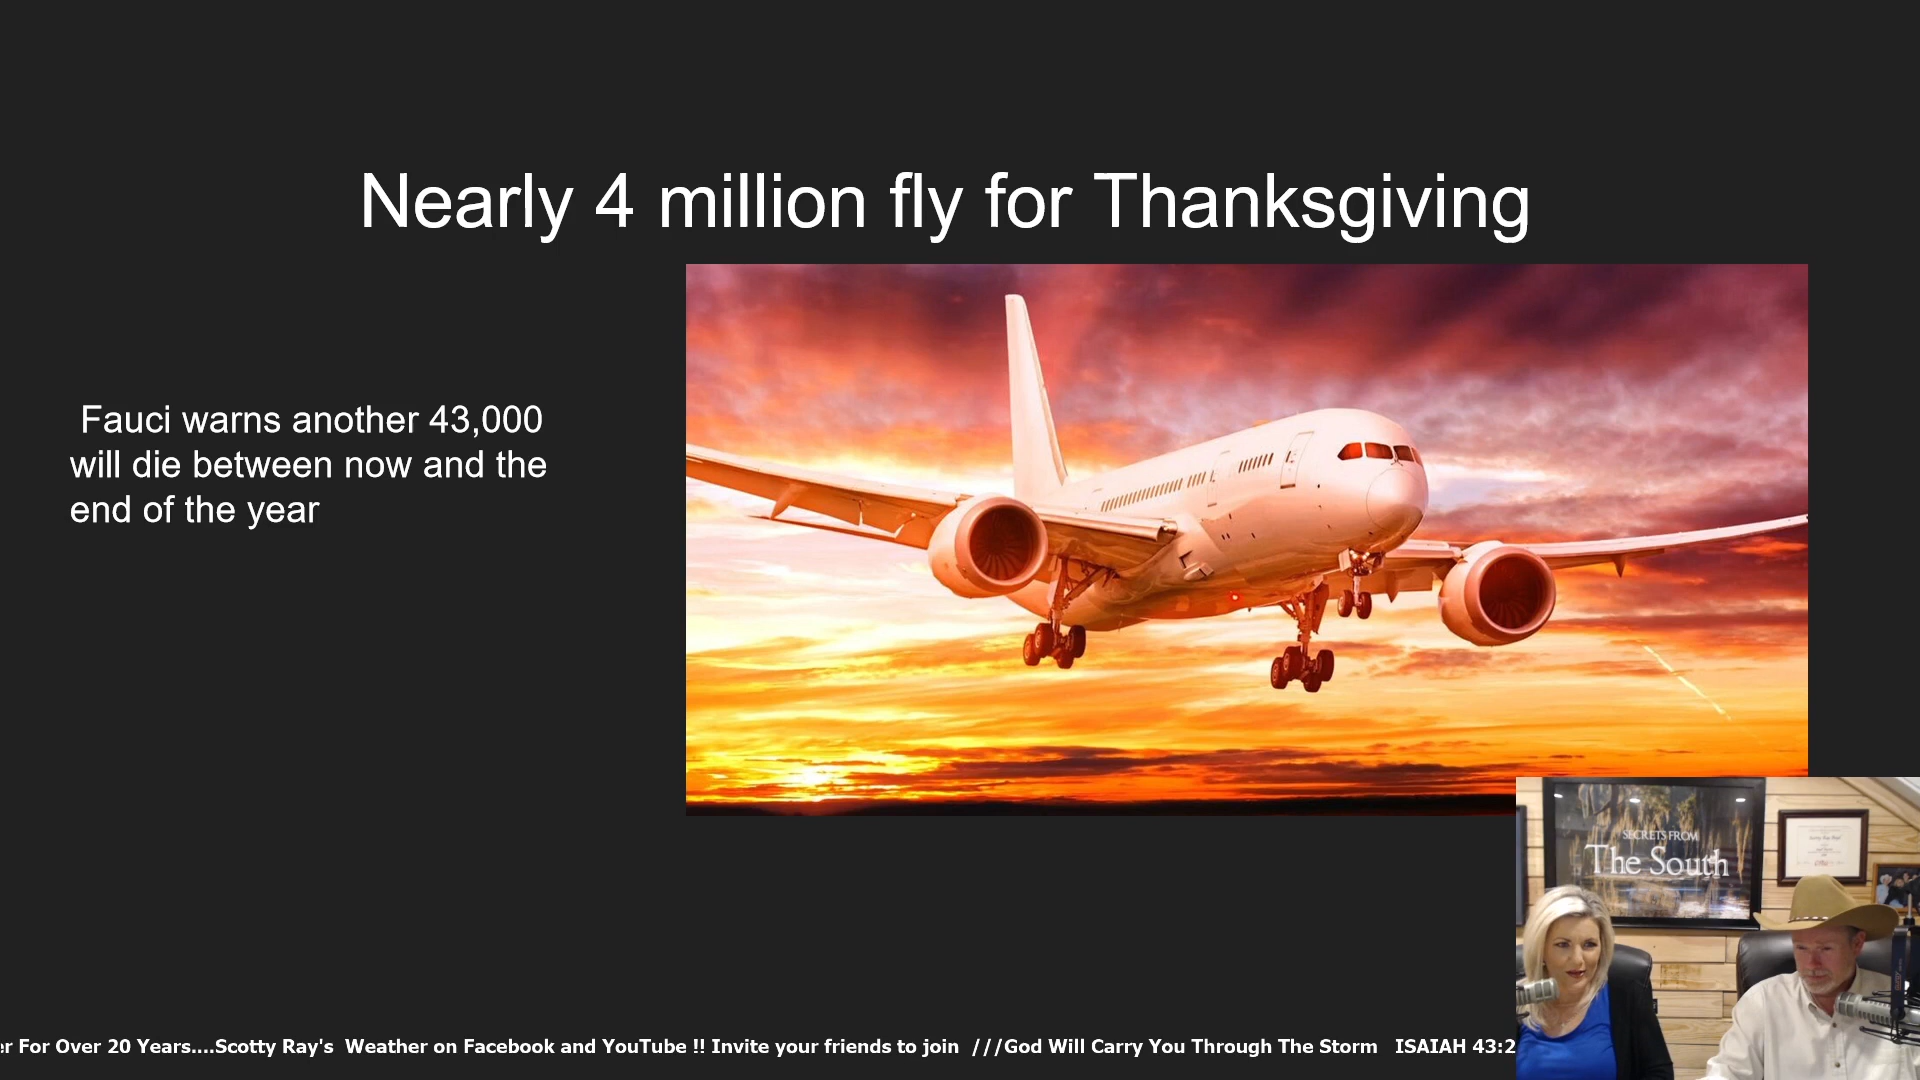 Nearly 4 million fly for Thanksgiving
Fauci warns another 43,000
will die between now and the
end of the year
SECRETS FROM
The South
For Over 20 Years....Scotty Ray's Weather on Facebook and YouTube !! Invite your friends to join ///God Will Carry You Through The Storm ISAIAH 43:2